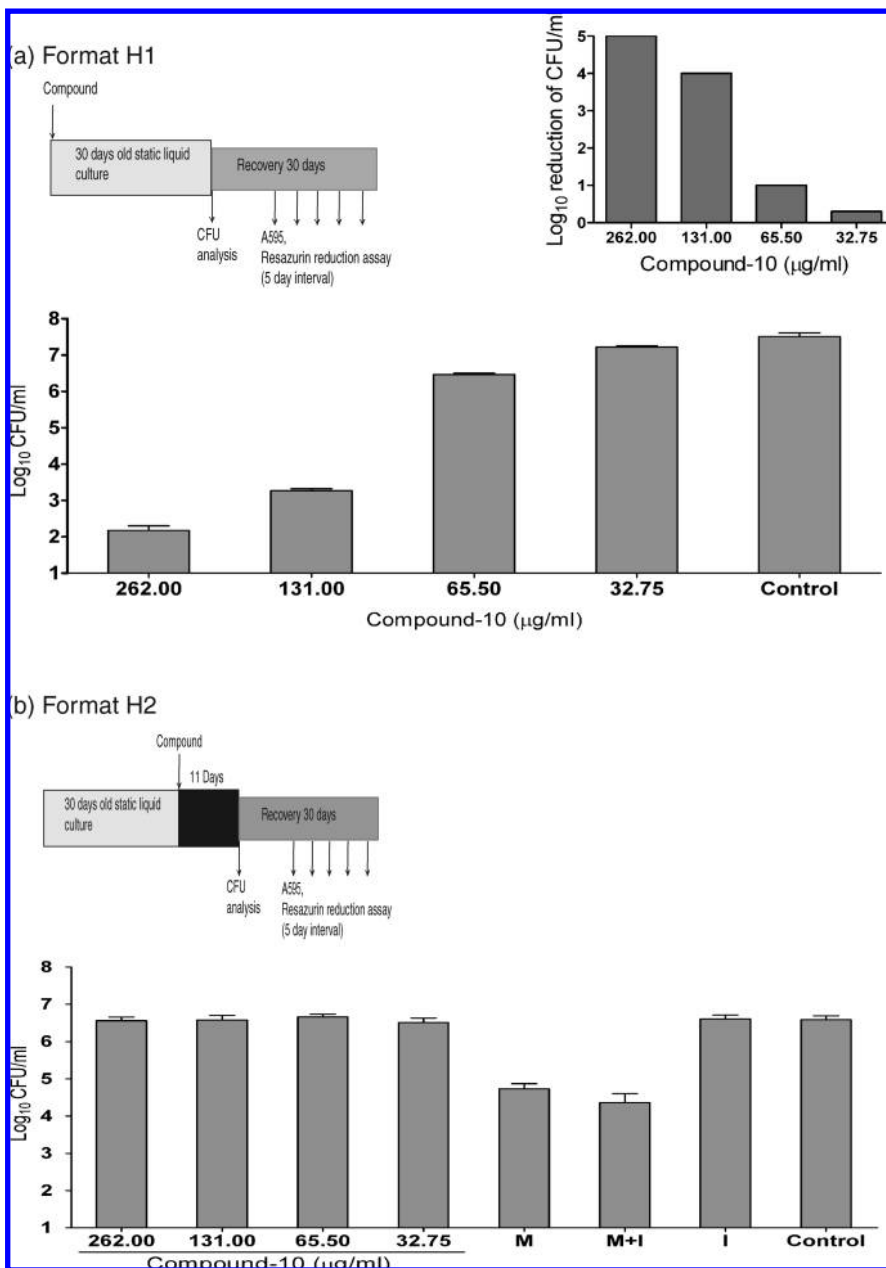 (a) Format H1
Compound
30 days old static liquid
culture
Recovery 30 days
CFU
analysis
A595,
Resazurin reduction assay
(5 day interval)
Log10 reduction of CFU/m
5
4
3
2
1
0
262.00 131.00 65.50 32.75
Compound-10 (μg/ml)
Log10 CFU/ml
8
7
6
5
4
3
2
1
262.00 131.00 65.50 32.75 Control
Compound-10 (μg/ml)
(b) Format H2
Compound
11 Days
30 days old static liquid
culture
Recovery 30 days
CFU
analysis
A595,
Resazurin reduction assay
(5 day interval)
Log10 CFU/ml
8
7
6
5
4
3
2
1
262.00 131.00 65.50 32.75 M M+I I Control
Compound-10 (μg/ml)